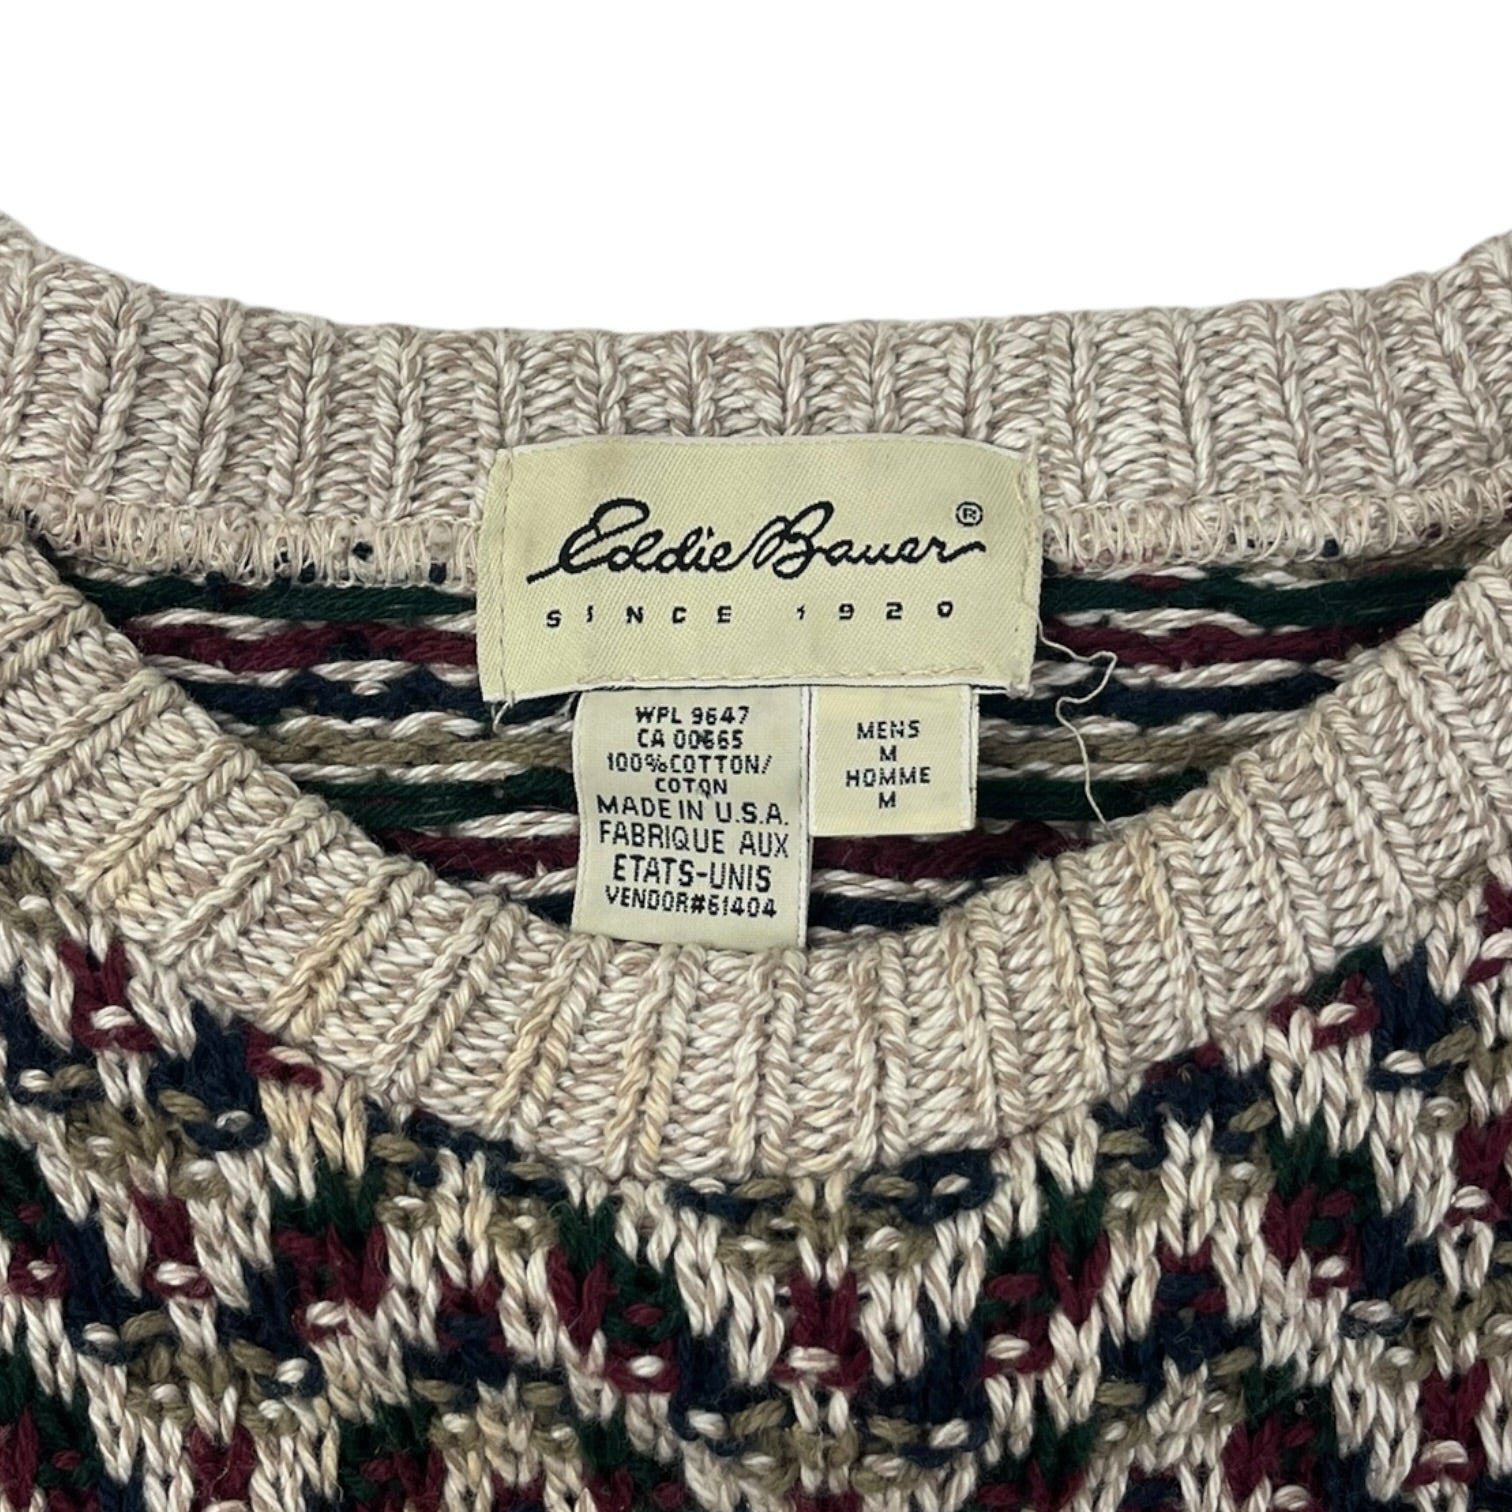 Eddie Bauer ®
SINCE 1920
WPL 9647
CA 00665
100% COTTON/
COTON
MADE IN U.S.A.
FABRIQUE AUX
ETATS-UNIS
VENDOR#61404
MENS
M
HOMME
M